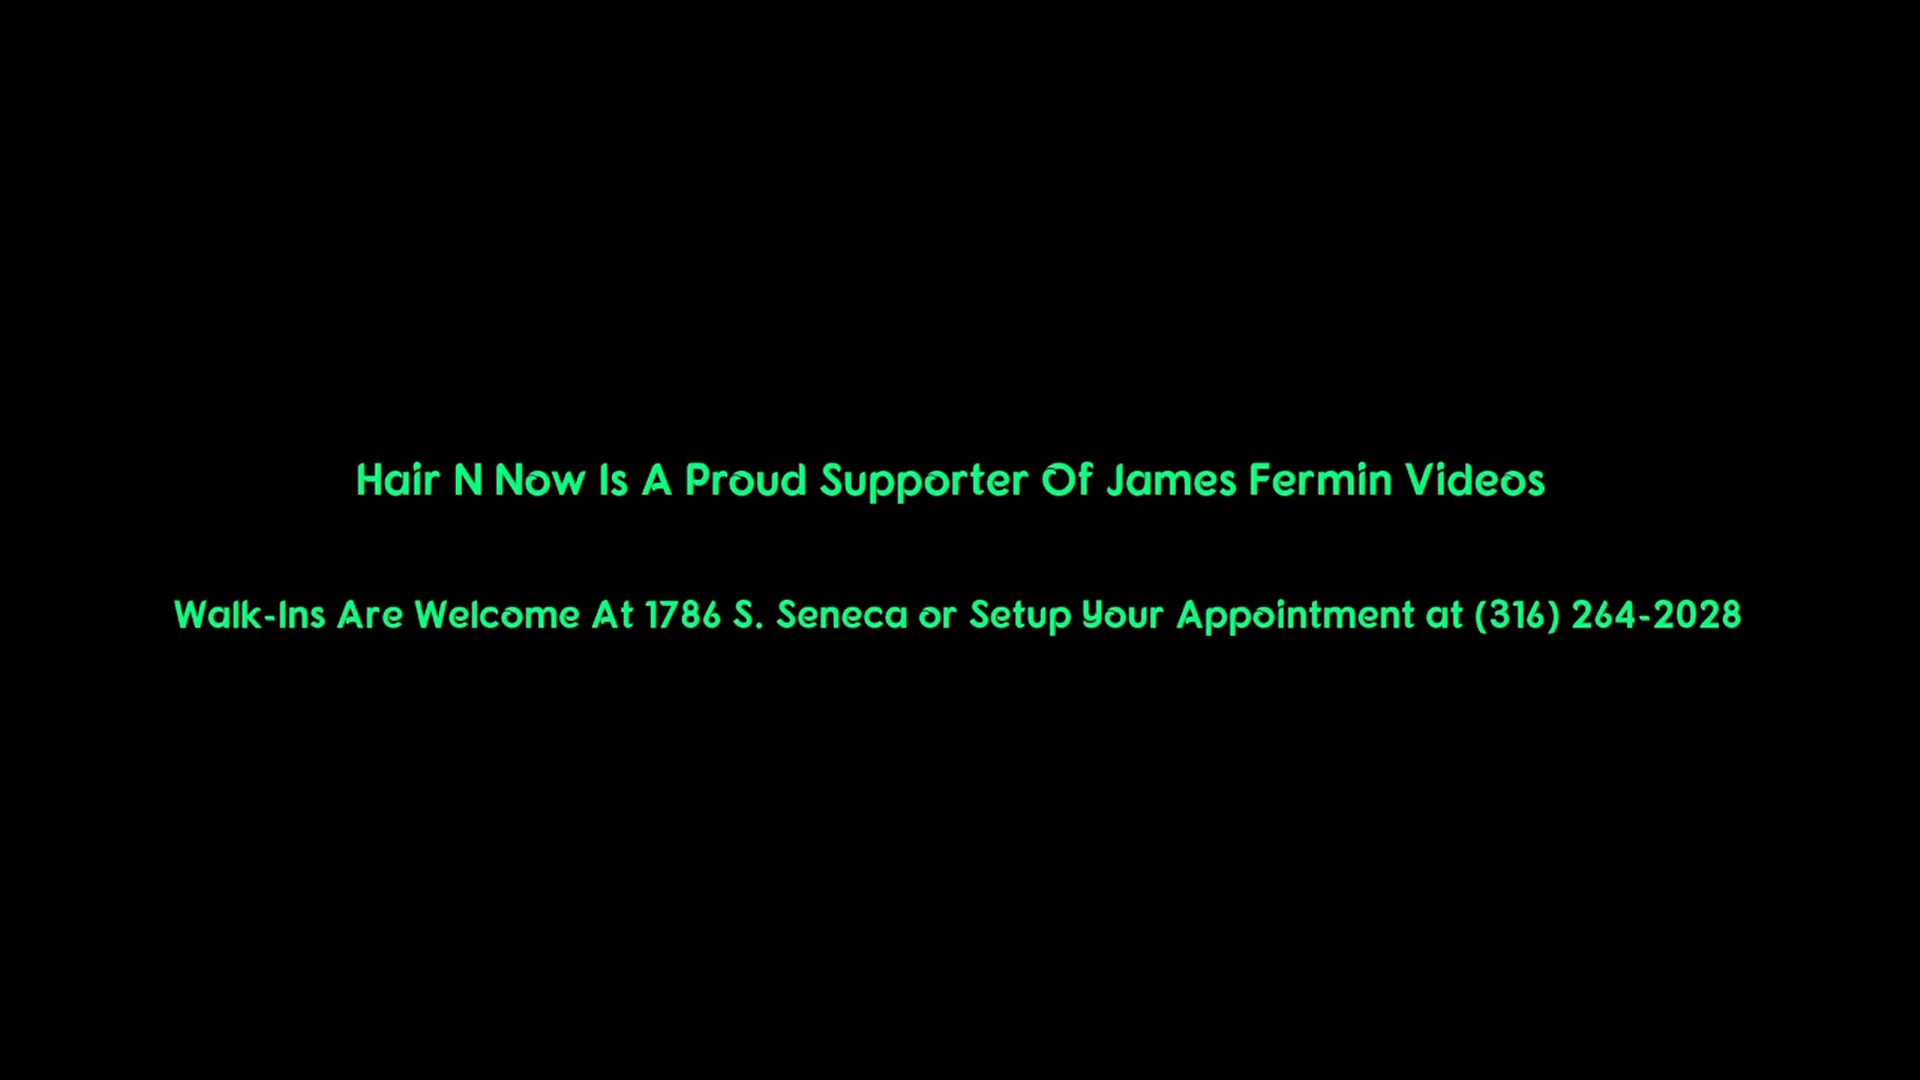 Hair N Now Is A Proud Supporter Of James Fermin Videos
Walk-Ins Are Welcome At 1786 S. Seneca or Setup Your Appointment at (316) 264-2028